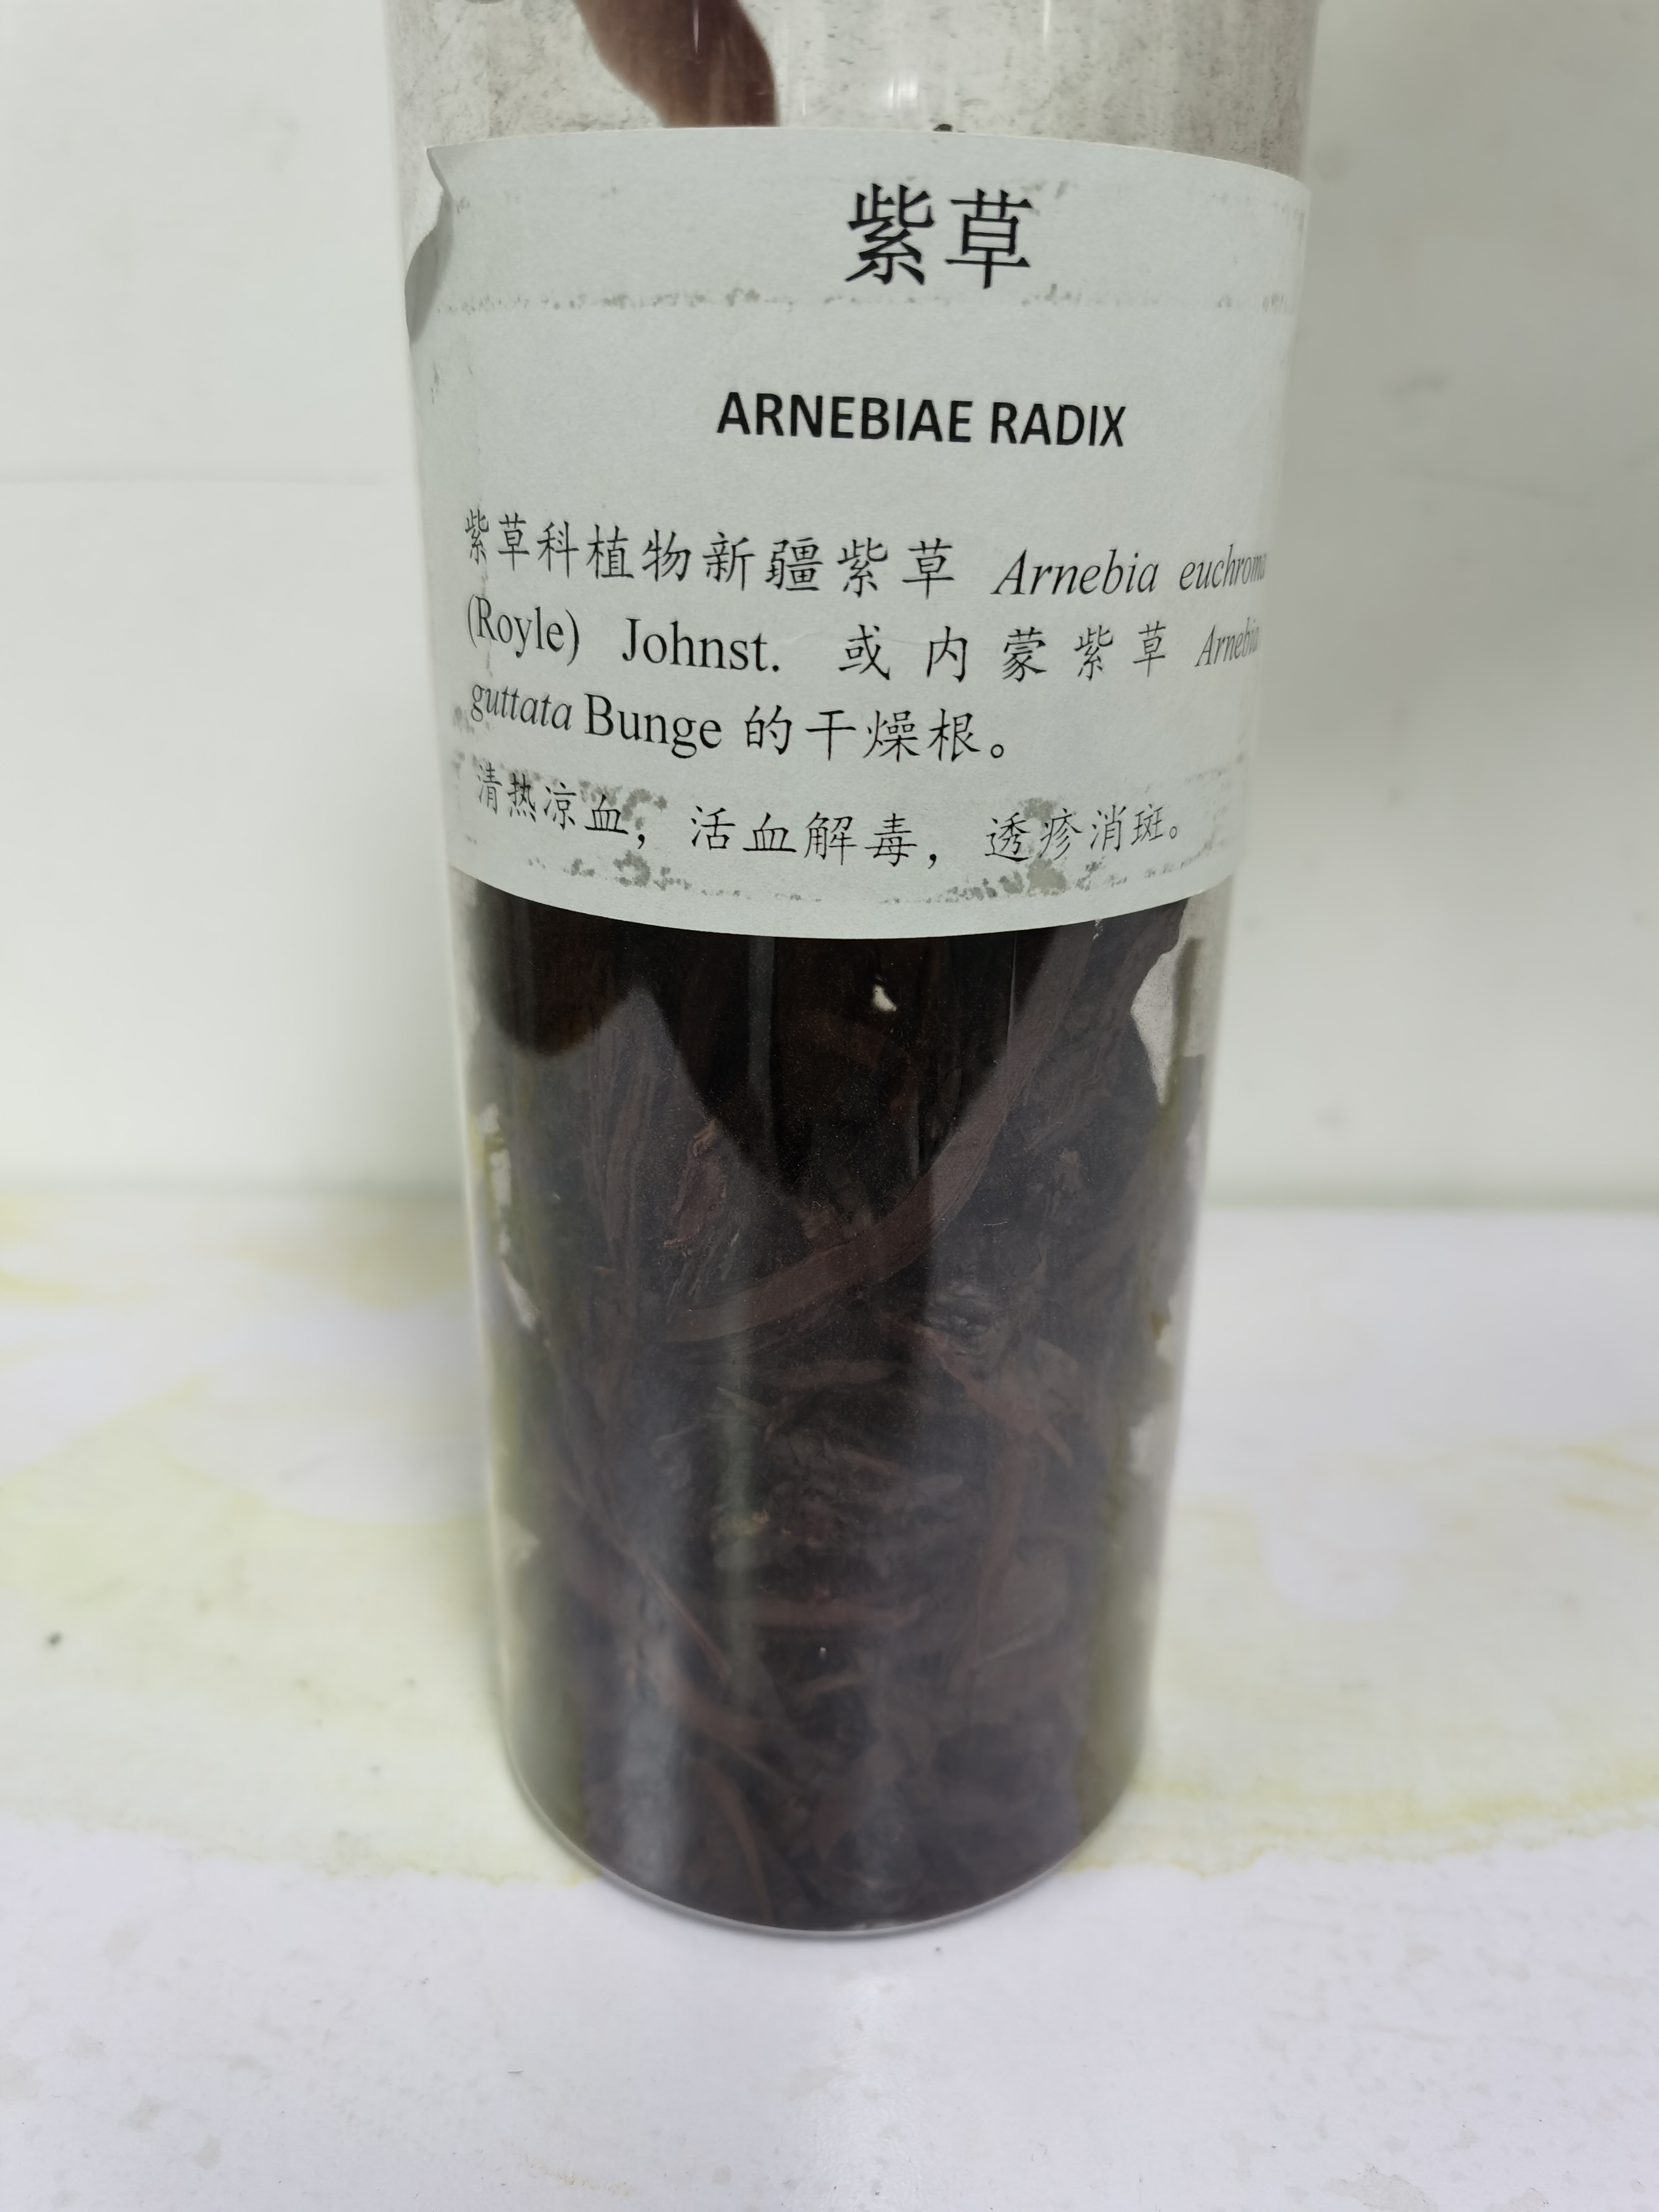 紫草
ARNEBIAE RADIX
紫草科植物新疆紫草 Arnebia euchroma
(Royle) Johnst. 或内蒙紫草 Arnebia
guttata Bunge 的干燥根。
清热凉血，活血解毒，透疹消斑。